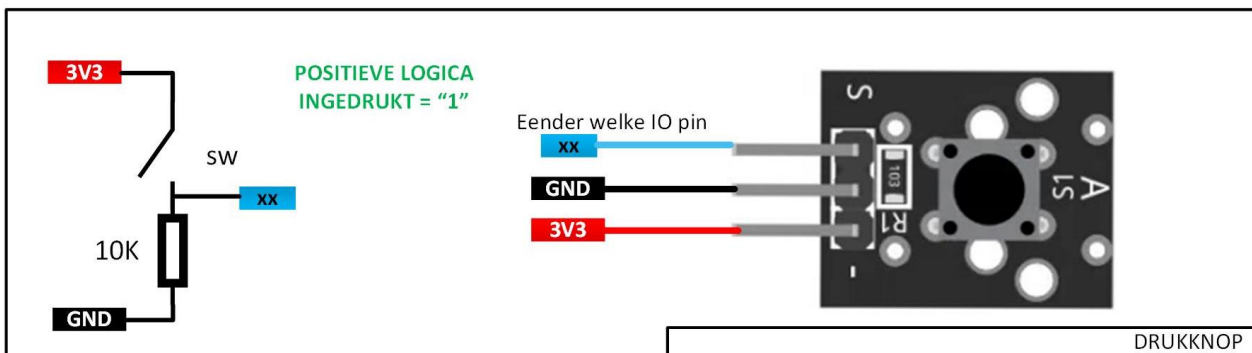 3V3
POSITIEVE LOGICA
INGEDRUKT = “1”
SW
xx
10K
GND
Eender welke IO pin
xx
GND
3V3
S
-
103
R1
A
S1
DRUKKNOP